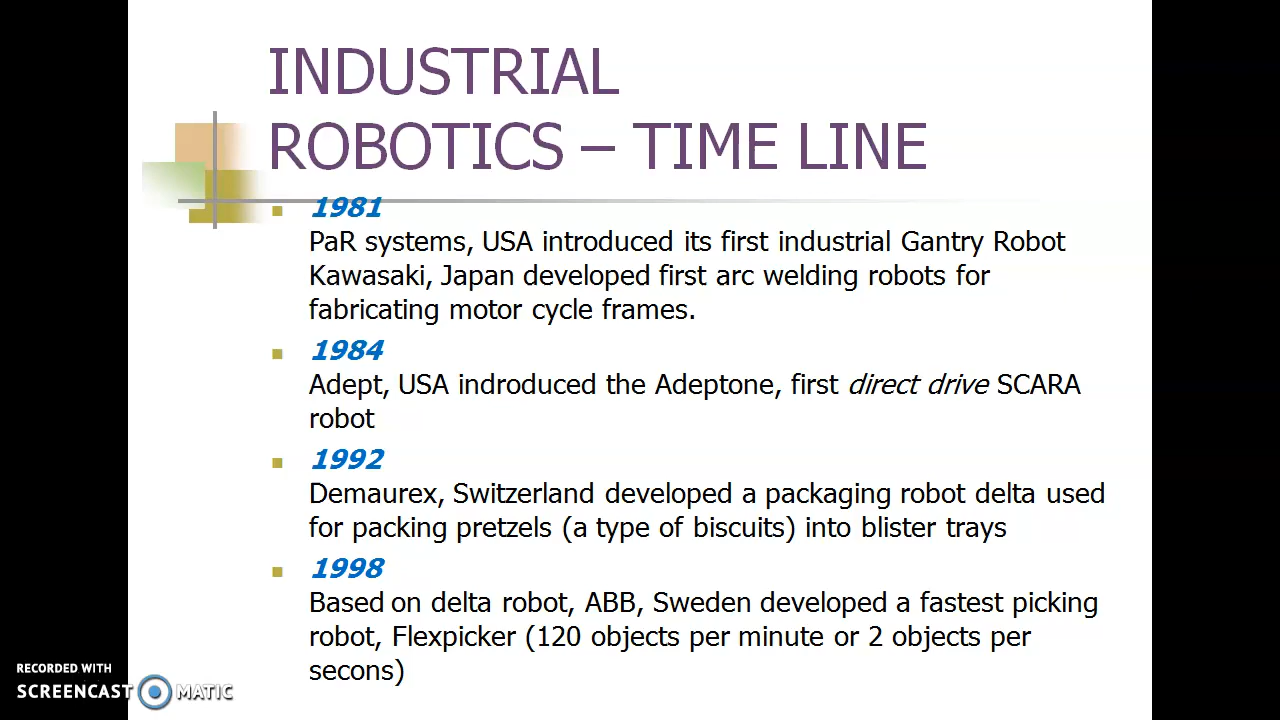 INDUSTRIAL
ROBOTICS – TIME LINE
1981
PaR systems, USA introduced its first industrial Gantry Robot
Kawasaki, Japan developed first arc welding robots for
fabricating motor cycle frames.
1984
Adept, USA indroduced the Adeptone, first direct drive SCARA
robot
1992
Demaurex, Switzerland developed a packaging robot delta used
for packing pretzels (a type of biscuits) into blister trays
1998
Based on delta robot, ABB, Sweden developed a fastest picking
robot, Flexpicker (120 objects per minute or 2 objects per
secons)
RECORDED WITH
SCREENCAST MATIC